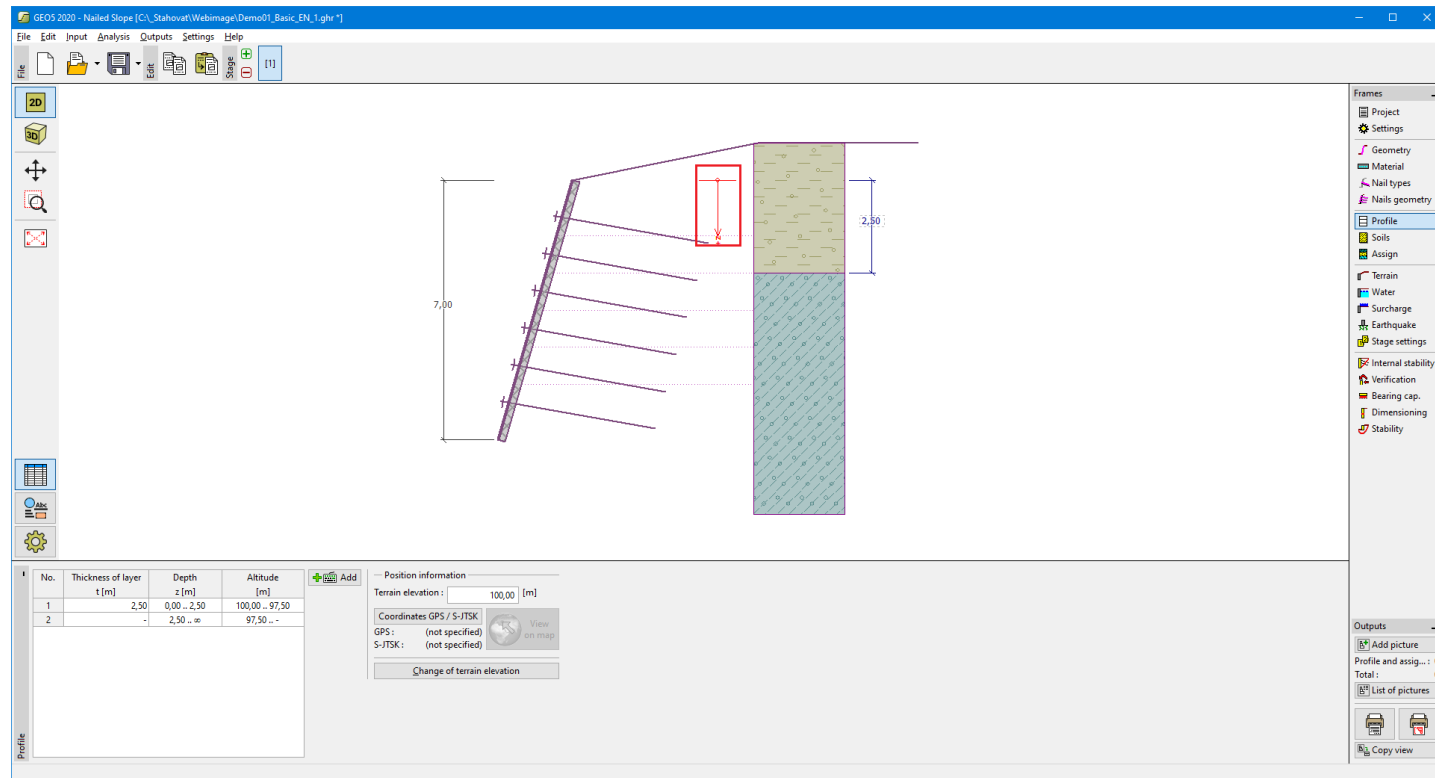 GEO5 2020 - Nailed Slope [C:\_Stahovat\Webimage\Demo01_Basic_EN_1.ghr *]
File Edit Input Analysis Outputs Settings Help
File
Edit
Stage
[1]
2D
3D
7,00
+z
2,50
Abc
Frames
Project
Settings
Geometry
Material
Nail types
Nails geometry
Profile
Soils
Assign
Terrain
Water
Surcharge
Earthquake
Stage settings
Internal stability
Verification
Bearing cap.
Dimensioning
Stability
Outputs
Add picture
Profile and assig... :
Total :
List of pictures
Copy view
Profile
No. Thickness of layer Depth Altitude
t [m] z [m] [m]
1 2,50 0,00 .. 2,50 100,00 .. 97,50
2 - 2,50 .. ∞ 97,50 .. -
Add
Position information
Terrain elevation : 100,00 [m]
Coordinates GPS / S-JTSK
GPS : (not specified)
S-JTSK : (not specified)
View
on map
Change of terrain elevation